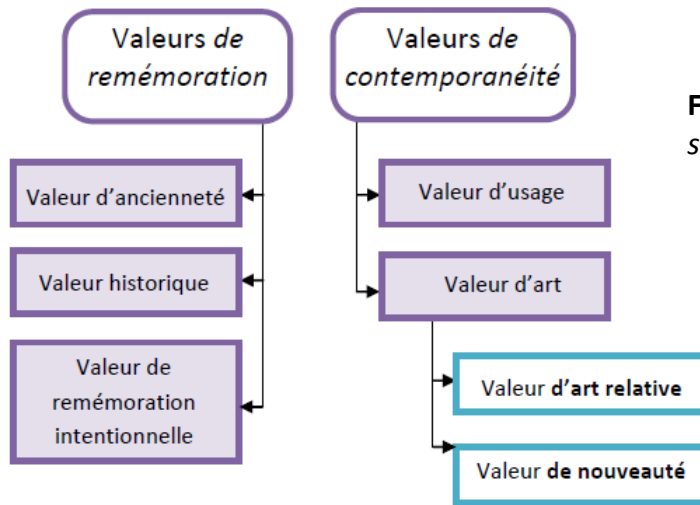 Valeurs de
remémoration
Valeurs de
contemporanéité
F
s
Valeur d'ancienneté
Valeur d'usage
Valeur historique
Valeur d'art
Valeur de
remémoration
intentionnelle
Valeur d'art relative
Valeur de nouveauté